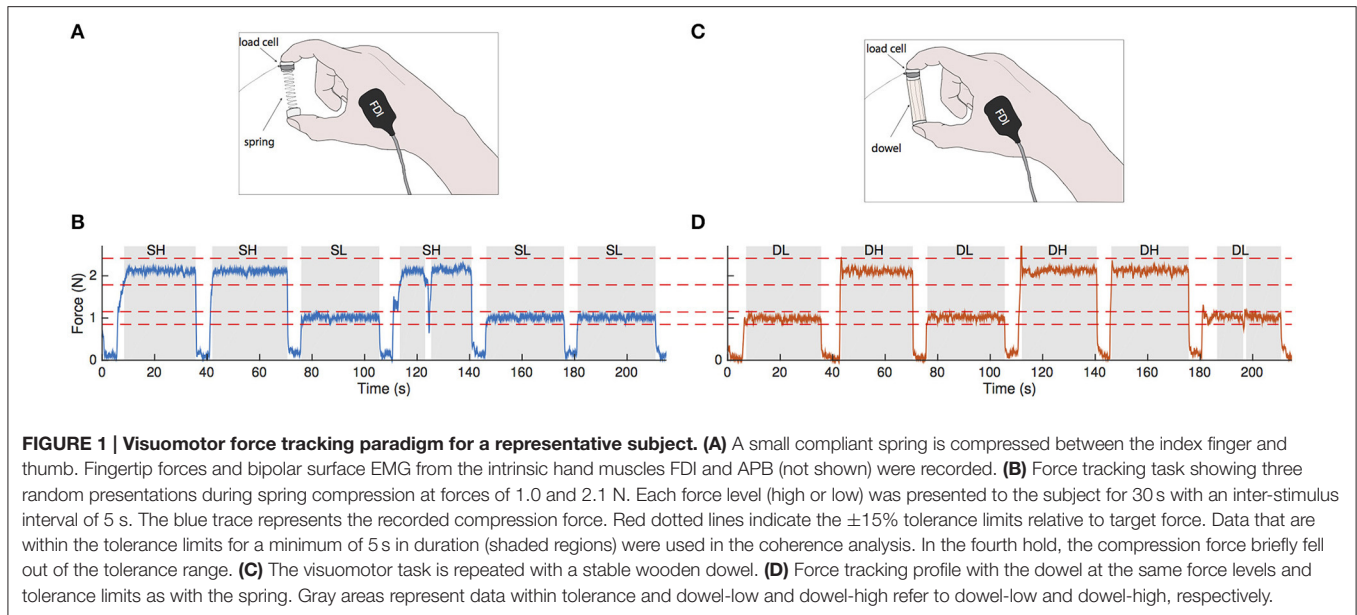 A
load cell
FDI
spring
C
load cell
FDI
dowel
B
SH SH SL SH SL SL
Force (N)
2
1
0
0 20 40 60 80 100 120 140 160 180 200
Time (s)
D
DL DH DL DH DH DL
0 20 40 60 80 100 120 140 160 180 200
Time (s)
FIGURE 1 | Visuomotor force tracking paradigm for a representative subject. (A) A small compliant spring is compressed between the index finger and
thumb. Fingertip forces and bipolar surface EMG from the intrinsic hand muscles FDI and APB (not shown) were recorded. (B) Force tracking task showing three
random presentations during spring compression at forces of 1.0 and 2.1 N. Each force level (high or low) was presented to the subject for 30 s with an inter-stimulus
interval of 5 s. The blue trace represents the recorded compression force. Red dotted lines indicate the ±15% tolerance limits relative to target force. Data that are
within the tolerance limits for a minimum of 5 s in duration (shaded regions) were used in the coherence analysis. In the fourth hold, the compression force briefly fell
out of the tolerance range. (C) The visuomotor task is repeated with a stable wooden dowel. (D) Force tracking profile with the dowel at the same force levels and
tolerance limits as with the spring. Gray areas represent data within tolerance and dowel-low and dowel-high refer to dowel-low and dowel-high, respectively.